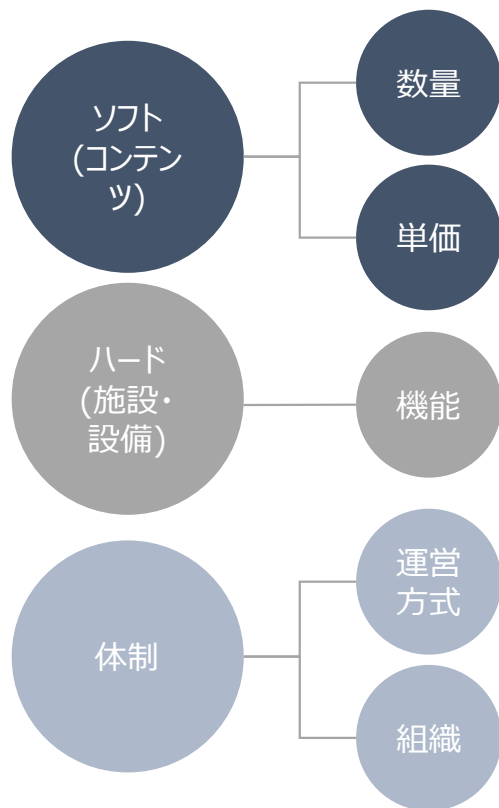 ソフト
(コンテン
ツ)
数量
単価
ハード
(施設・
設備)
機能
体制
運営
方式
組織